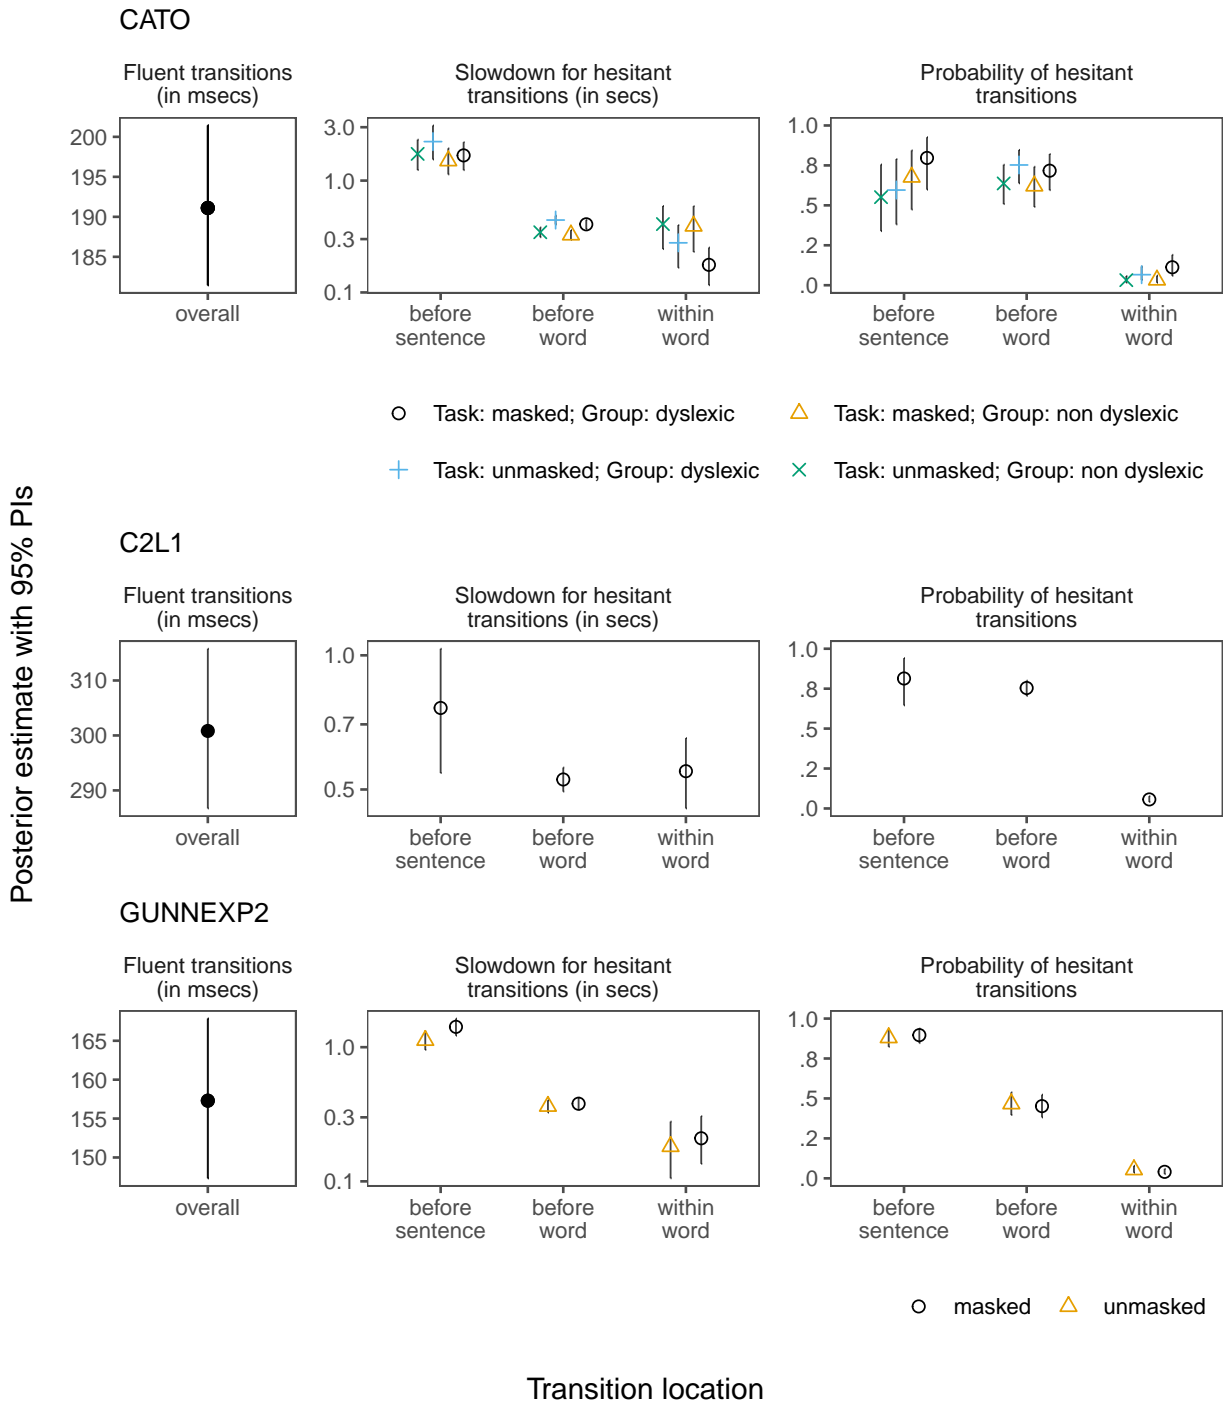 CATO
Fluent transitions
(in msecs)
Slowdown for hesitant
transitions (in secs)
Probability of hesitant
transitions
200
195
190
185
overall
3.0
1.0
0.3
0.1
before
sentence
before
word
within
word
1.0
.8
.5
.2
.0
before
sentence
before
word
within
word
Task: masked; Group: dyslexic
Task: masked; Group: non dyslexic
Task: unmasked; Group: dyslexic
Task: unmasked; Group: non dyslexic
Posterior estimate with 95% PIs
C2L1
Fluent transitions
(in msecs)
Slowdown for hesitant
transitions (in secs)
Probability of hesitant
transitions
310
300
290
overall
1.0
0.7
0.5
before
sentence
before
word
within
word
1.0
.8
.5
.2
.0
before
sentence
before
word
within
word
GUNNEXP2
Fluent transitions
(in msecs)
Slowdown for hesitant
transitions (in secs)
Probability of hesitant
transitions
165
160
155
150
overall
1.0
0.3
0.1
before
sentence
before
word
within
word
1.0
.8
.5
.2
.0
before
sentence
before
word
within
word
masked
unmasked
Transition location